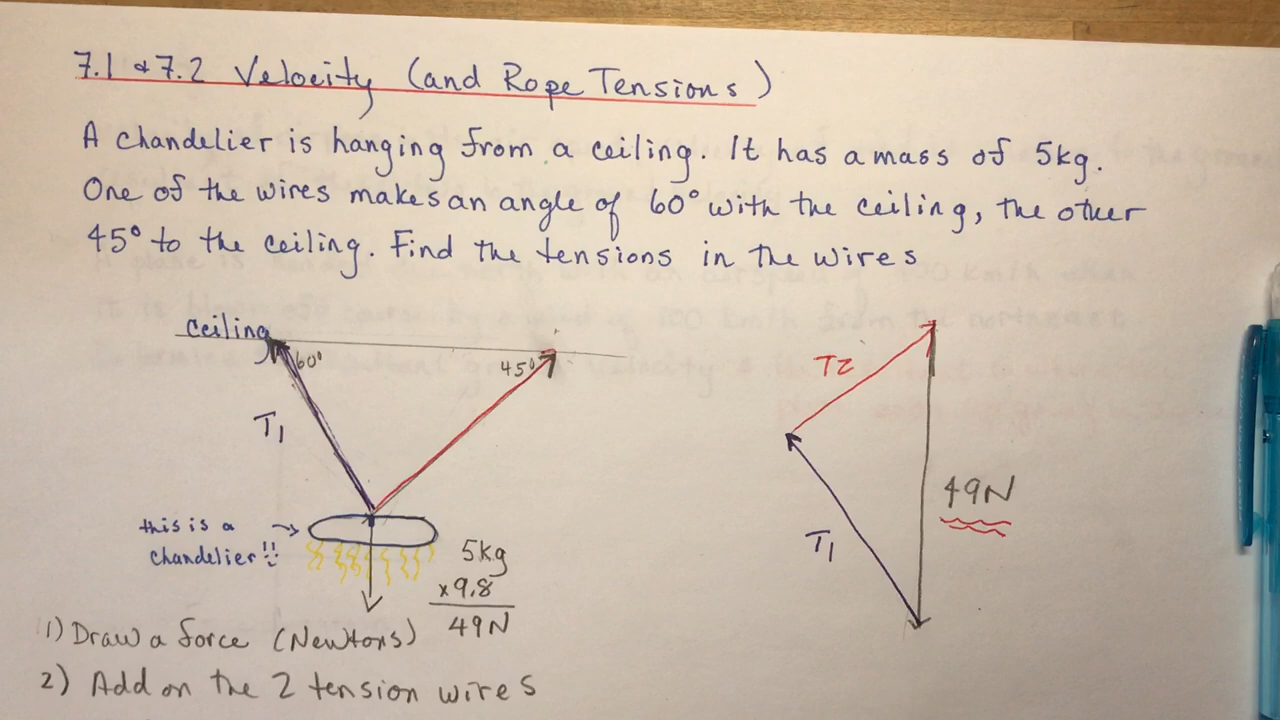 7.1 & 7.2 Velocity (and Rope Tensions)
A chandelier is hanging from a ceiling. It has a mass of 5kg.
One of the wires makes an angle of 60° with the ceiling, the other
45° to the ceiling. Find the tensions in the wires
ceiling
60°
45°
T1
this is a
chandelier!!
5kg
x9.8
49N
T2
49N
T1
1) Draw a force (Newtons)
2) Add on the 2 tension wires